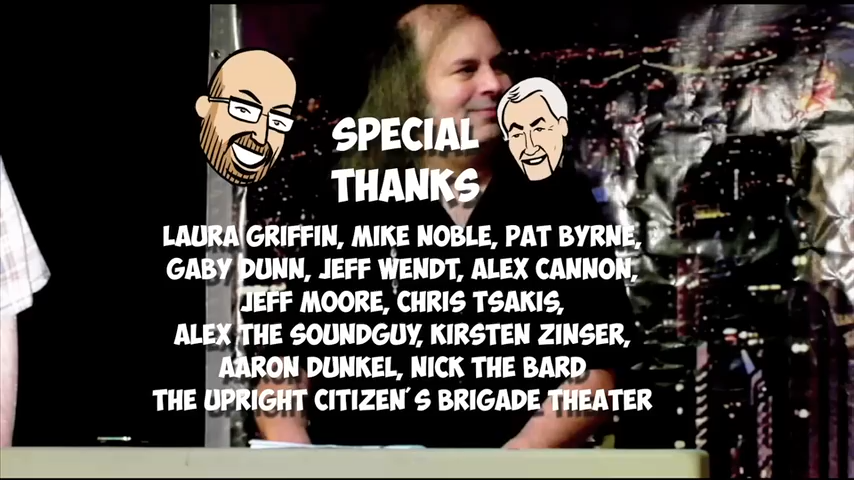 SPECIAL
THANKS
LAURA GRIFFIN, MIKE NOBLE, PAT BYRNE,
GABY DUNN, JEFF WENDT, ALEX CANNON,
JEFF MOORE, CHRIS TSAKIS,
ALEX THE SOUNDGUY, KIRSTEN ZINSER,
AARON DUNKEL, NICK THE BARD
THE UPRIGHT CITIZEN'S BRIGADE THEATER